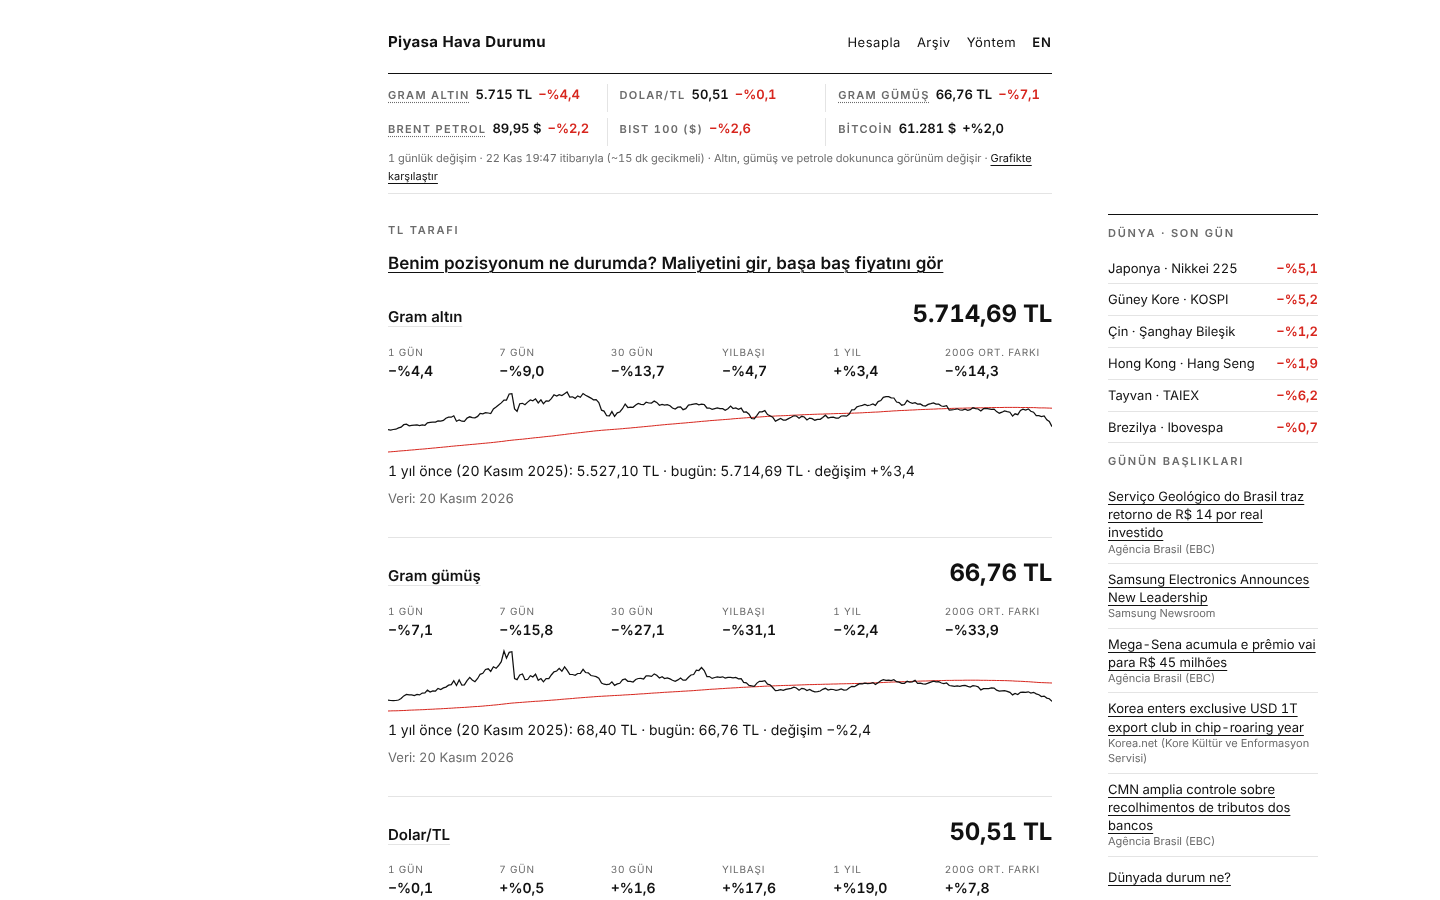 Piyasa Hava Durumu
Hesapla Arşiv Yöntem EN
GRAM ALTIN 5.715 TL −%4,4
DOLAR/TL 50,51 −%0,1
GRAM GÜMÜŞ 66,76 TL −%7,1
BRENT PETROL 89,95 $ −%2,2
BIST 100 ($) −%2,6
BİTCOİN 61.281 $ +%2,0
1 günlük değişim · 22 Kas 19:47 itibarıyla (~15 dk gecikmeli) · Altın, gümüş ve petrole dokununca görünüm değişir · Grafikte
karşılaştır
TL TARAFI
Benim pozisyonum ne durumda? Maliyetini gir, başa baş fiyatını gör
Gram altın 5.714,69 TL
1 GÜN 7 GÜN 30 GÜN YILBAŞI 1 YIL 200G ORT. FARKI
−%4,4 −%9,0 −%13,7 −%4,7 +%3,4 −%14,3
1 yıl önce (20 Kasım 2025): 5.527,10 TL · bugün: 5.714,69 TL · değişim +%3,4
Veri: 20 Kasım 2026
Gram gümüş 66,76 TL
1 GÜN 7 GÜN 30 GÜN YILBAŞI 1 YIL 200G ORT. FARKI
−%7,1 −%15,8 −%27,1 −%31,1 −%2,4 −%33,9
1 yıl önce (20 Kasım 2025): 68,40 TL · bugün: 66,76 TL · değişim −%2,4
Veri: 20 Kasım 2026
Dolar/TL 50,51 TL
1 GÜN 7 GÜN 30 GÜN YILBAŞI 1 YIL 200G ORT. FARKI
−%0,1 +%0,5 +%1,6 +%17,6 +%19,0 +%7,8
DÜNYA · SON GÜN
Japonya · Nikkei 225 −%5,1
Güney Kore · KOSPI −%5,2
Çin · Şanghay Bileşik −%1,2
Hong Kong · Hang Seng −%1,9
Tayvan · TAIEX −%6,2
Brezilya · Ibovespa −%0,7
GÜNÜN BAŞLIKLARI
Serviço Geológico do Brasil traz
retorno de R$ 14 por real
investido
Agência Brasil (EBC)
Samsung Electronics Announces
New Leadership
Samsung Newsroom
Mega-Sena acumula e prêmio vai
para R$ 45 milhões
Agência Brasil (EBC)
Korea enters exclusive USD 1T
export club in chip-roaring year
Korea.net (Kore Kültür ve Enformasyon
Servisi)
CMN amplia controle sobre
recolhimentos de tributos dos
bancos
Agência Brasil (EBC)
Dünyada durum ne?